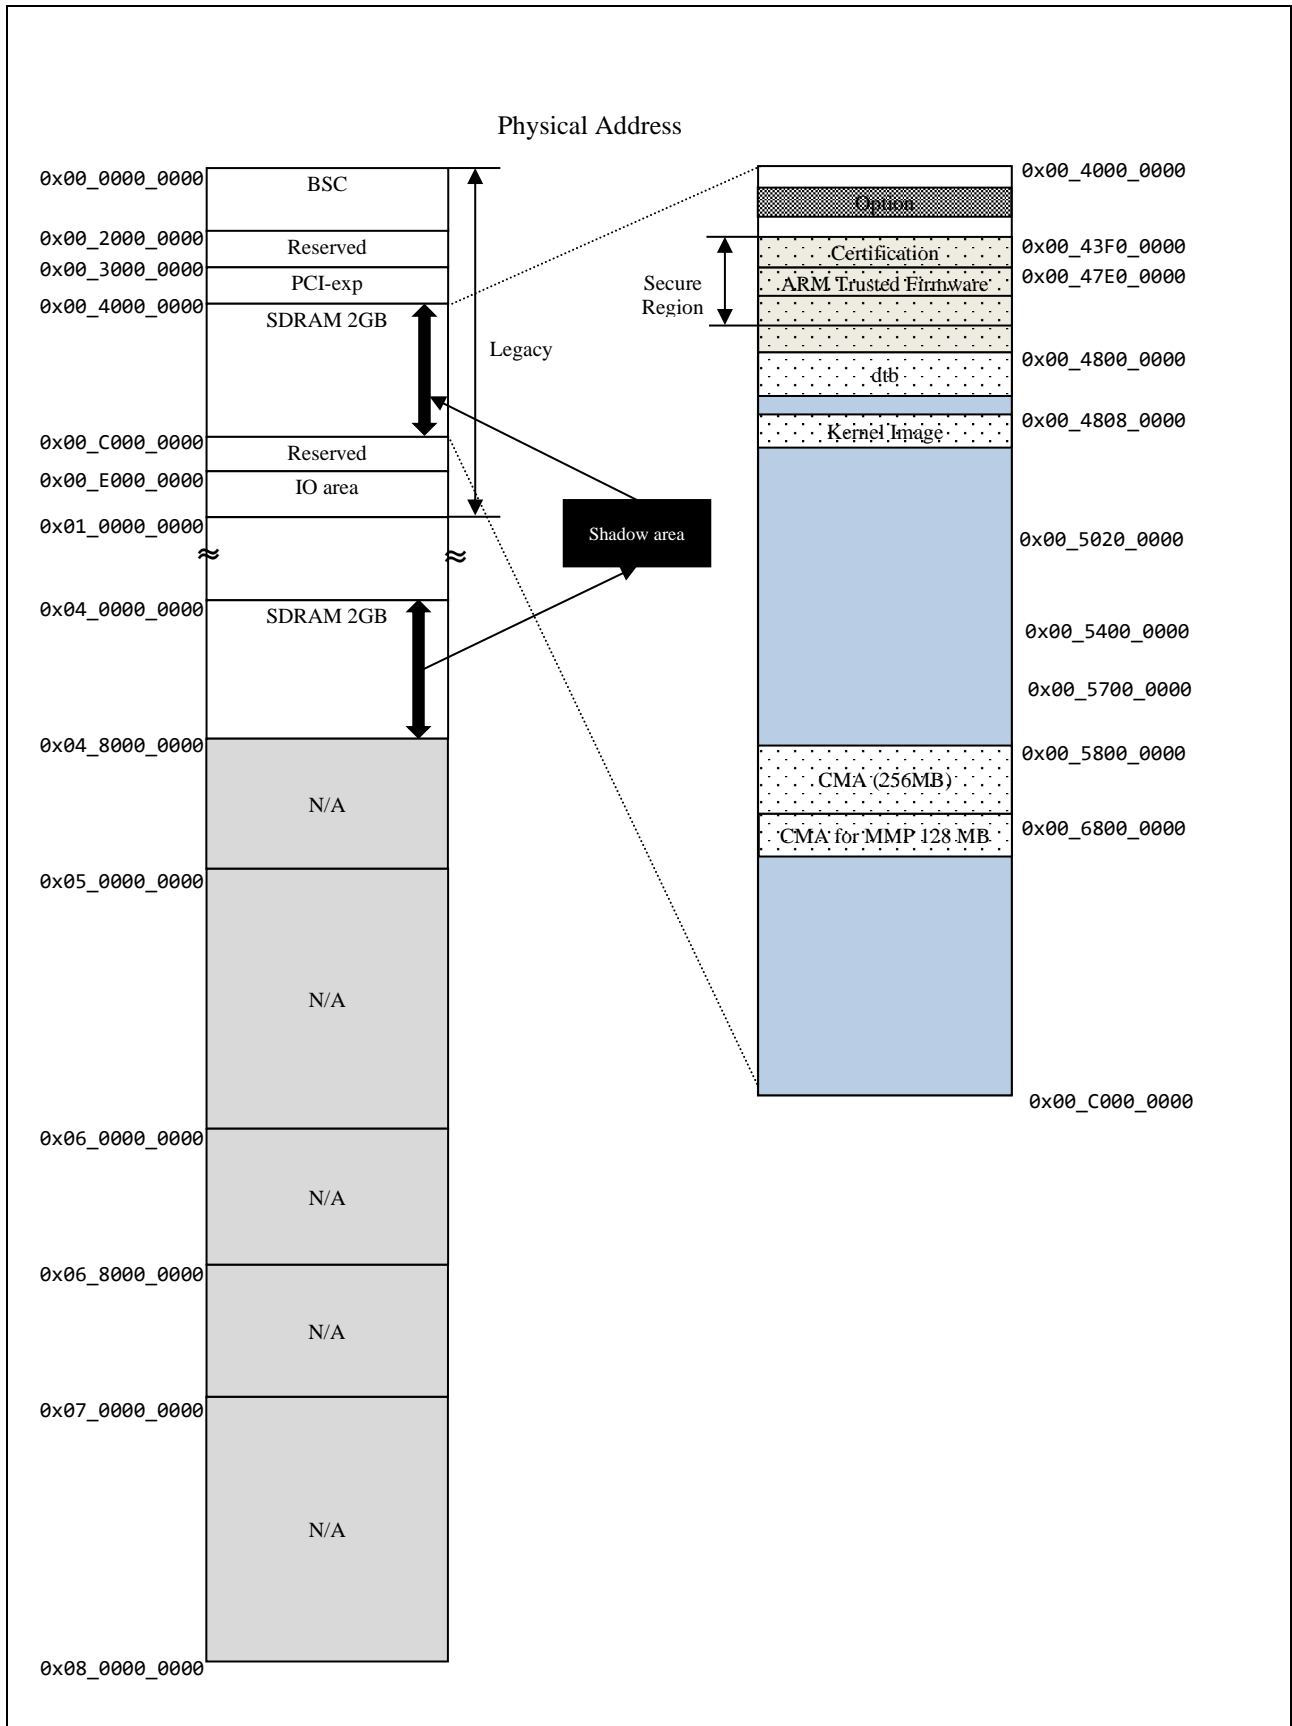 Physical Address
0x00_0000_0000
BSC
0x00_2000_0000
Reserved
0x00_3000_0000
PCI-exp
0x00_4000_0000
SDRAM 2GB
Legacy
0x00_C000_0000
Reserved
0x00_E000_0000
IO area
0x01_0000_0000
≈ ≈
0x04_0000_0000
SDRAM 2GB
Shadow area
0x04_8000_0000
N/A
0x05_0000_0000
N/A
0x06_0000_0000
N/A
0x06_8000_0000
N/A
0x07_0000_0000
N/A
0x08_0000_0000
0x00_4000_0000
Option
Secure
Region
Certification
0x00_43F0_0000
ARM Trusted Firmware
0x00_47E0_0000
0x00_4800_0000
dtb
0x00_4808_0000
Kernel Image
0x00_5020_0000
0x00_5400_0000
0x00_5700_0000
0x00_5800_0000
CMA (256MB)
0x00_6800_0000
CMA for MMP 128 MB
0x00_C000_0000